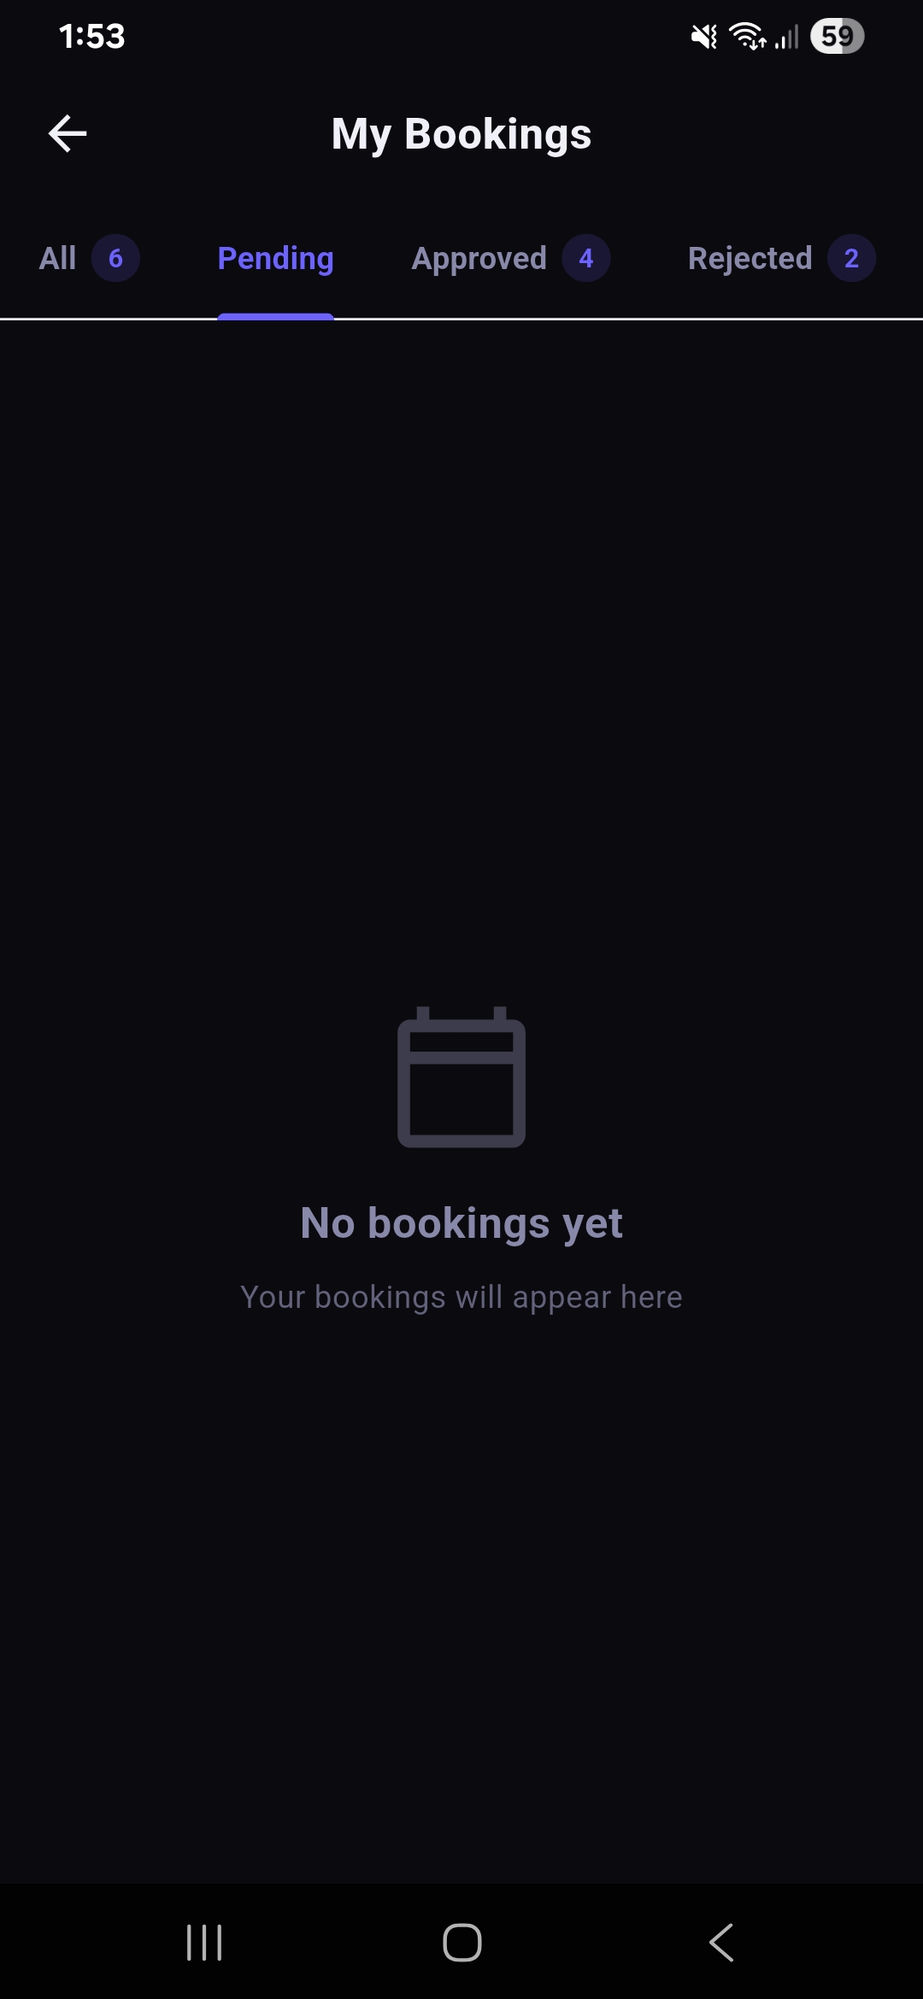 1:53 59
My Bookings
All 6 Pending Approved 4 Rejected 2
No bookings yet
Your bookings will appear here